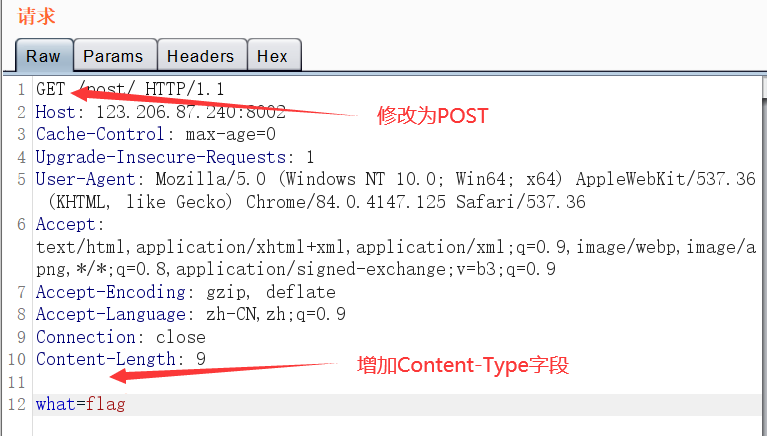 请求
Raw Params Headers Hex
1 GET /post/ HTTP/1.1
修改为POST
2 Host: 123.206.87.240:8002
3 Cache-Control: max-age=0
4 Upgrade-Insecure-Requests: 1
5 User-Agent: Mozilla/5.0 (Windows NT 10.0; Win64; x64) AppleWebKit/537.36
(KHTML, like Gecko) Chrome/84.0.4147.125 Safari/537.36
6 Accept:
text/html,application/xhtml+xml,application/xml;q=0.9,image/webp,image/a
png,*/*;q=0.8,application/signed-exchange;v=b3;q=0.9
7 Accept-Encoding: gzip, deflate
8 Accept-Language: zh-CN,zh;q=0.9
9 Connection: close
10 Content-Length: 9
增加Content-Type字段
11
12 what=flag